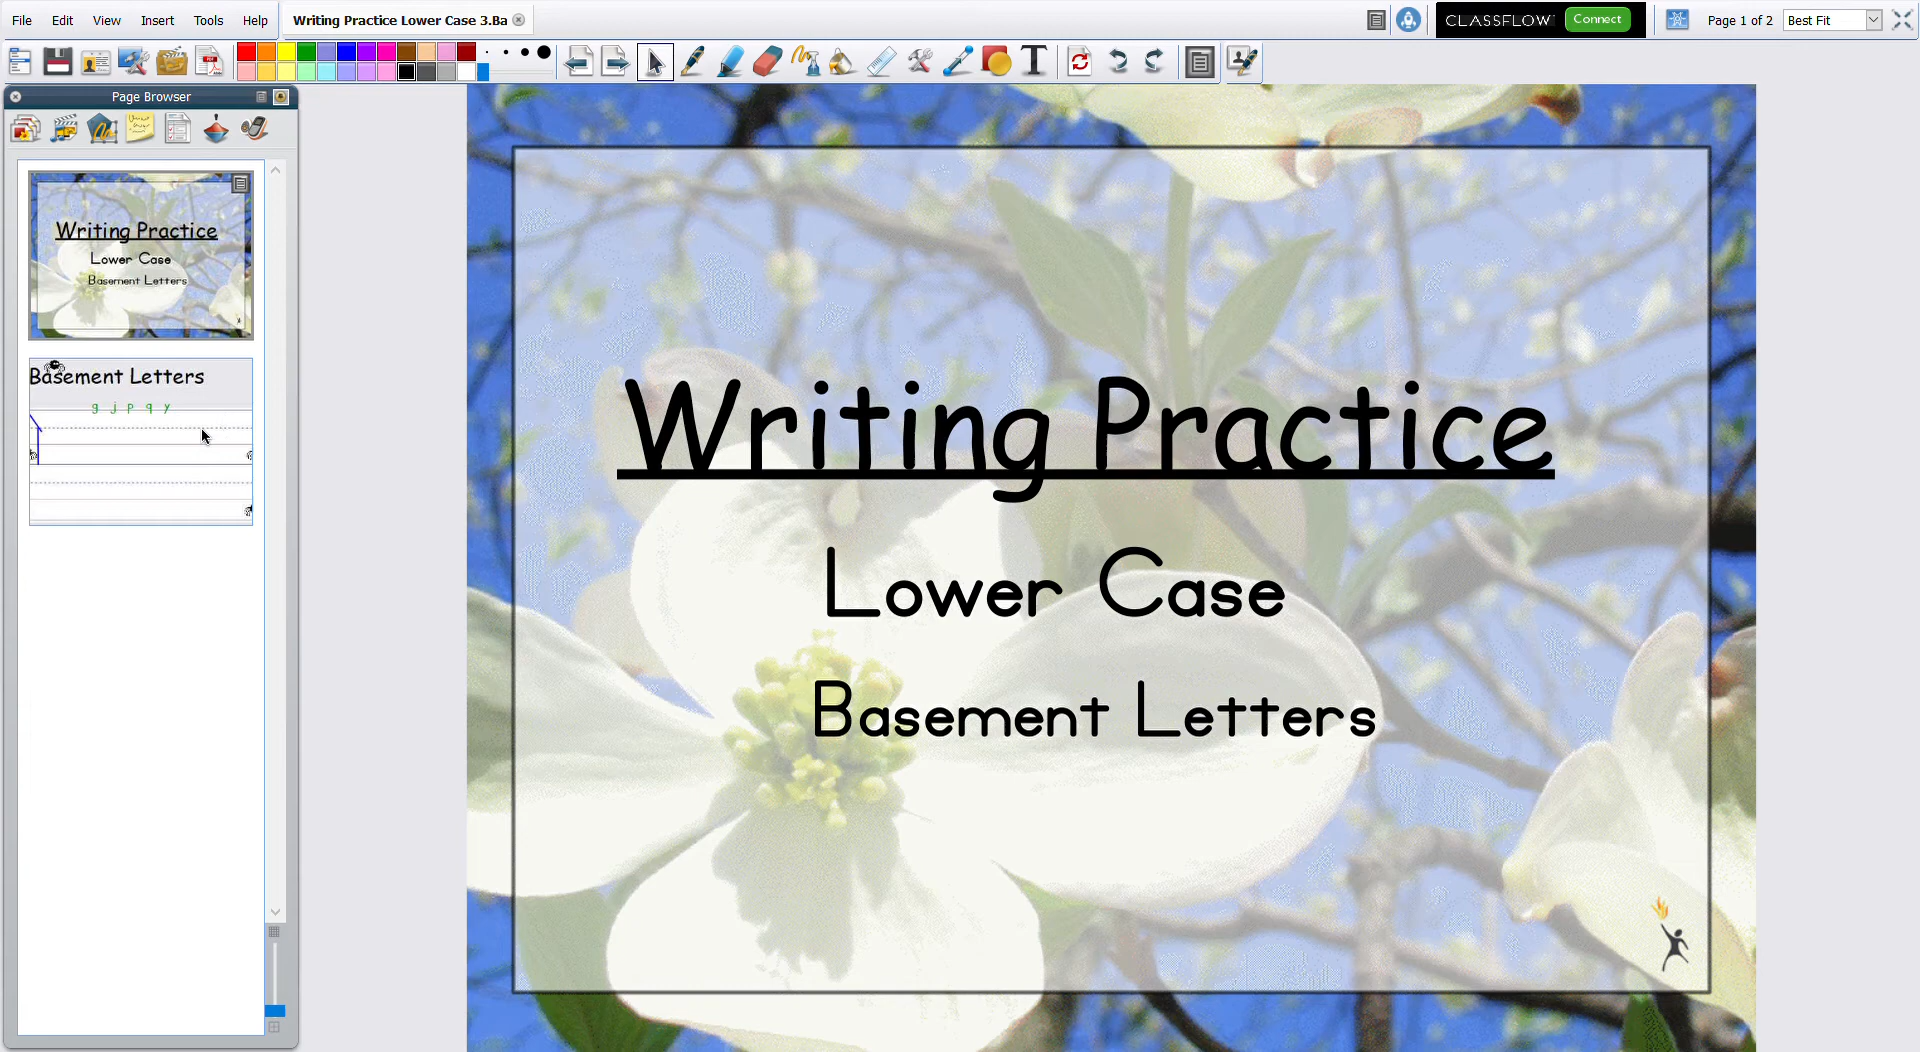 File Edit View Insert Tools Help
Writing Practice Lower Case 3.Ba
CLASSFLOW Connect
Page 1 of 2 Best Fit
Page Browser
Writing Practice
Lower Case
Basement Letters
Basement Letters
g j p q y
Writing Practice
Lower Case
Basement Letters